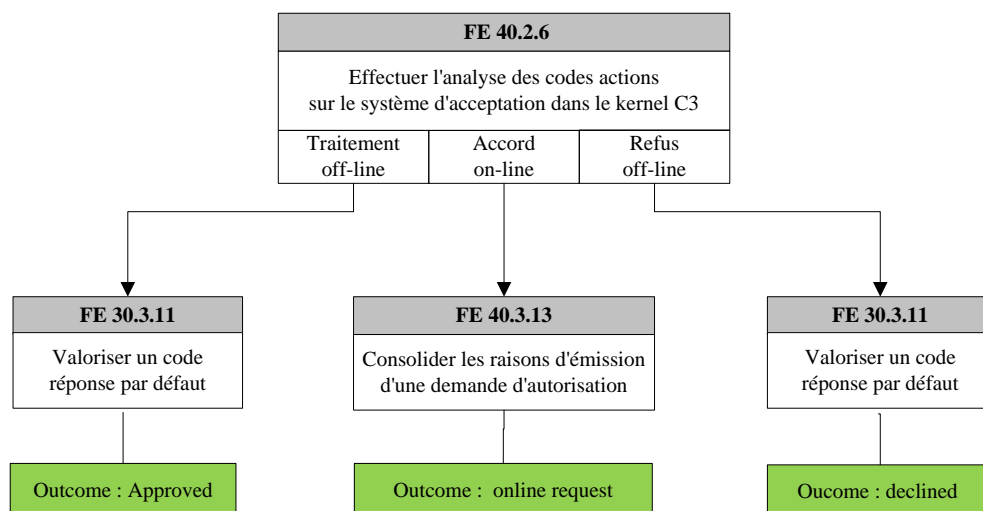 FE 40.2.6
Effectuer l'analyse des codes actions
sur le système d'acceptation dans le kernel C3
Traitement
off-line
Accord
on-line
Refus
off-line
FE 30.3.11
Valoriser un code
réponse par défaut
FE 40.3.13
Consolider les raisons d'émission
d'une demande d'autorisation
FE 30.3.11
Valoriser un code
réponse par défaut
Outcome : Approved
Outcome :  online request
Oucome : declined